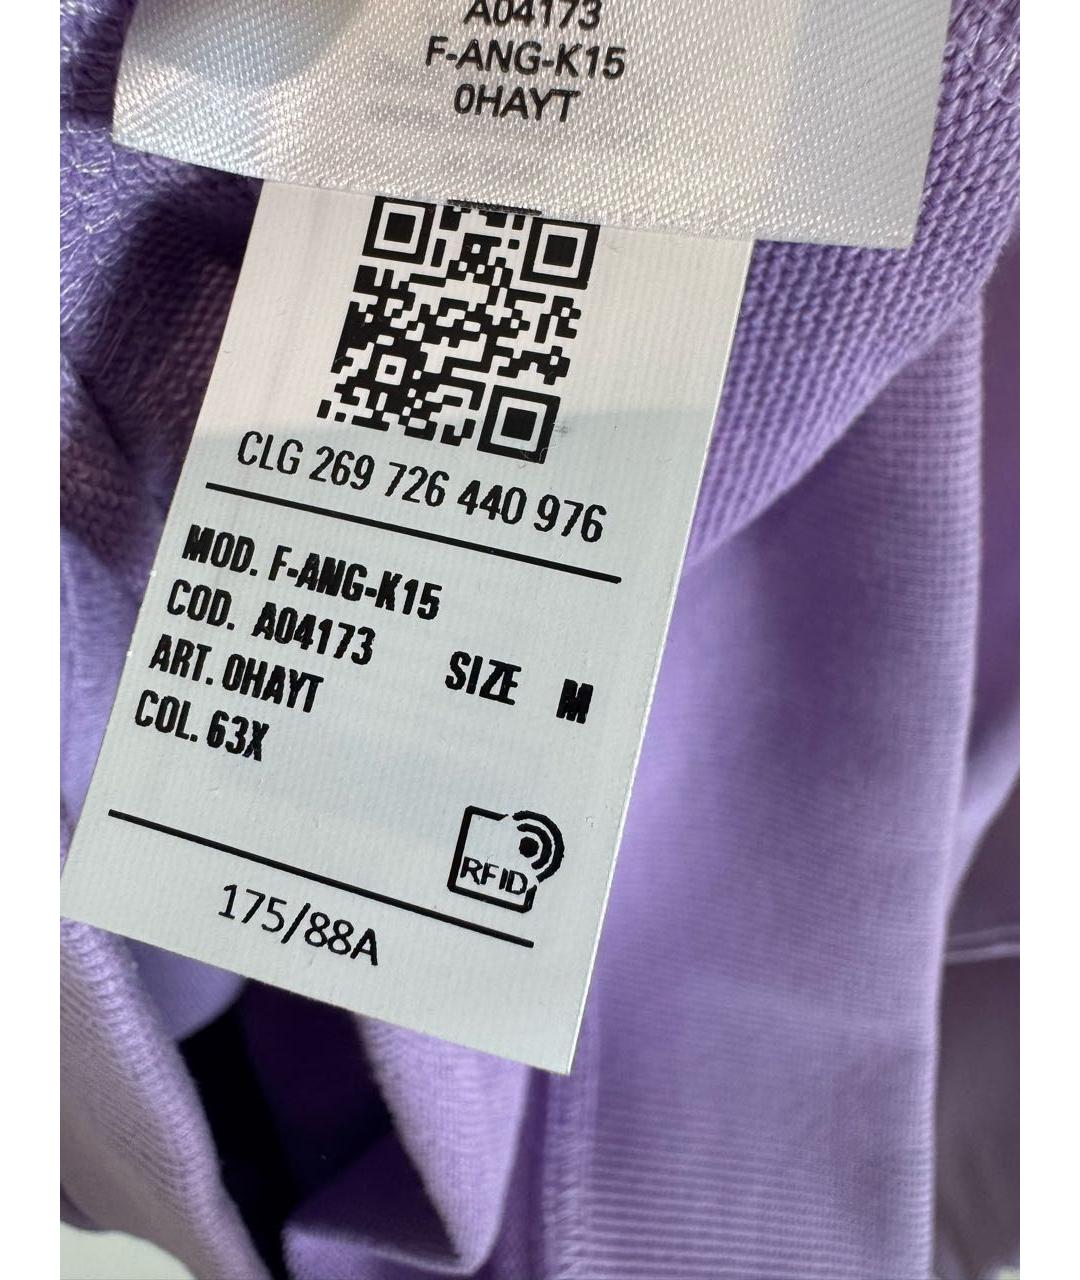 A04173
F-ANG-K15
0HAYT
CLG 269 726 440 976
MOD. F-ANG-K15
COD. A04173
ART. 0HAYT
SIZE M
COL. 63X
RFID
175/88A